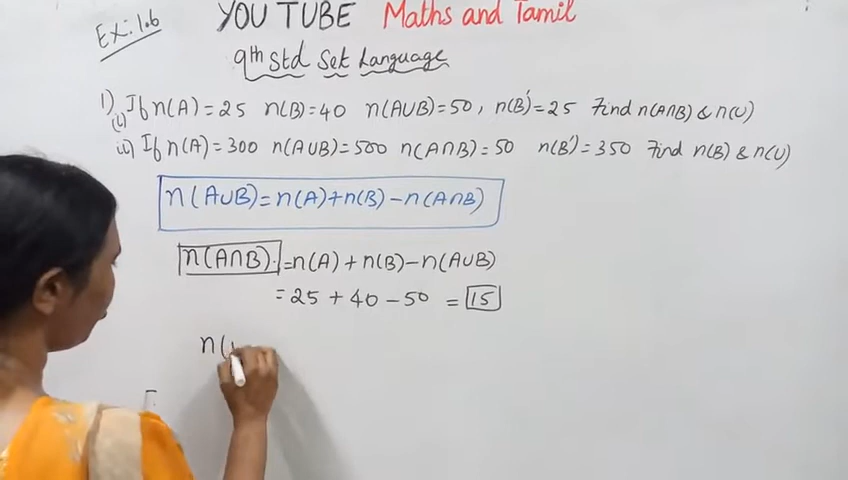 Ex:1.6
YOU TUBE Maths and Tamil
9th std Set Language
1) (i) If n(A)=25 n(B)=40 n(A∪B)=50, n(B')=25 Find n(A∩B) & n(U)
ii) If n(A)=300 n(A∪B)=500 n(A∩B)=50 n(B')=350 Find n(B) & n(U)
n(A∪B)=n(A)+n(B)-n(A∩B)
n(A∩B).=n(A)+n(B)-n(A∪B)
=25+40-50 = 15
n(